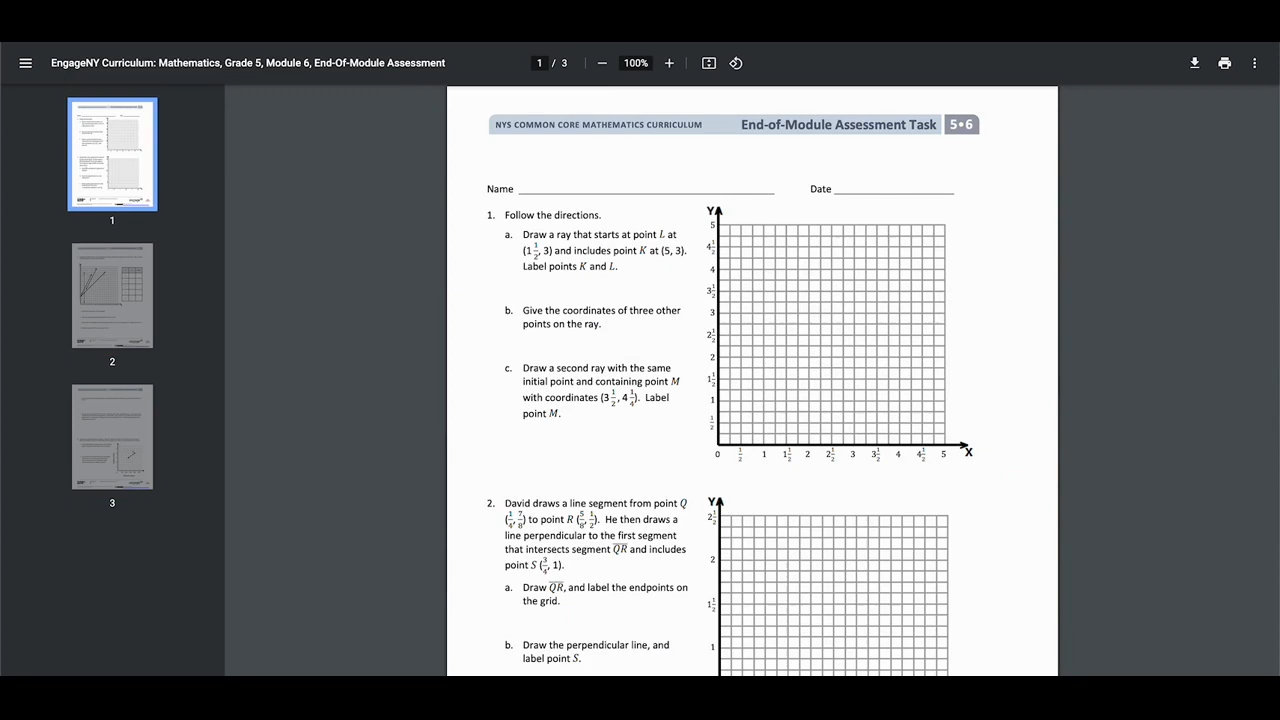 EngageNY Curriculum: Mathematics, Grade 5, Module 6, End-Of-Module Assessment
1 / 3
100%
1
2
3
NYS COMMON CORE MATHEMATICS CURRICULUM End-of-Module Assessment Task 5•6
Name Date
1. Follow the directions.
a. Draw a ray that starts at point L at
(1 1/2, 3) and includes point K at (5, 3).
Label points K and L.
b. Give the coordinates of three other
points on the ray.
c. Draw a second ray with the same
initial point and containing point M
with coordinates (3 1/2, 4 1/4). Label
point M.
Y
5
4 1/2
4
3 1/2
3
2 1/2
2
1 1/2
1
1/2
0 1/2 1 1 1/2 2 2 1/2 3 3 1/2 4 4 1/2 5 X
2. David draws a line segment from point Q
(1/4, 7/8) to point R (5/8, 1/2). He then draws a
line perpendicular to the first segment
that intersects segment QR and includes
point S (3/4, 1).
a. Draw QR, and label the endpoints on
the grid.
b. Draw the perpendicular line, and
label point S.
Y
2 1/2
2
1 1/2
1